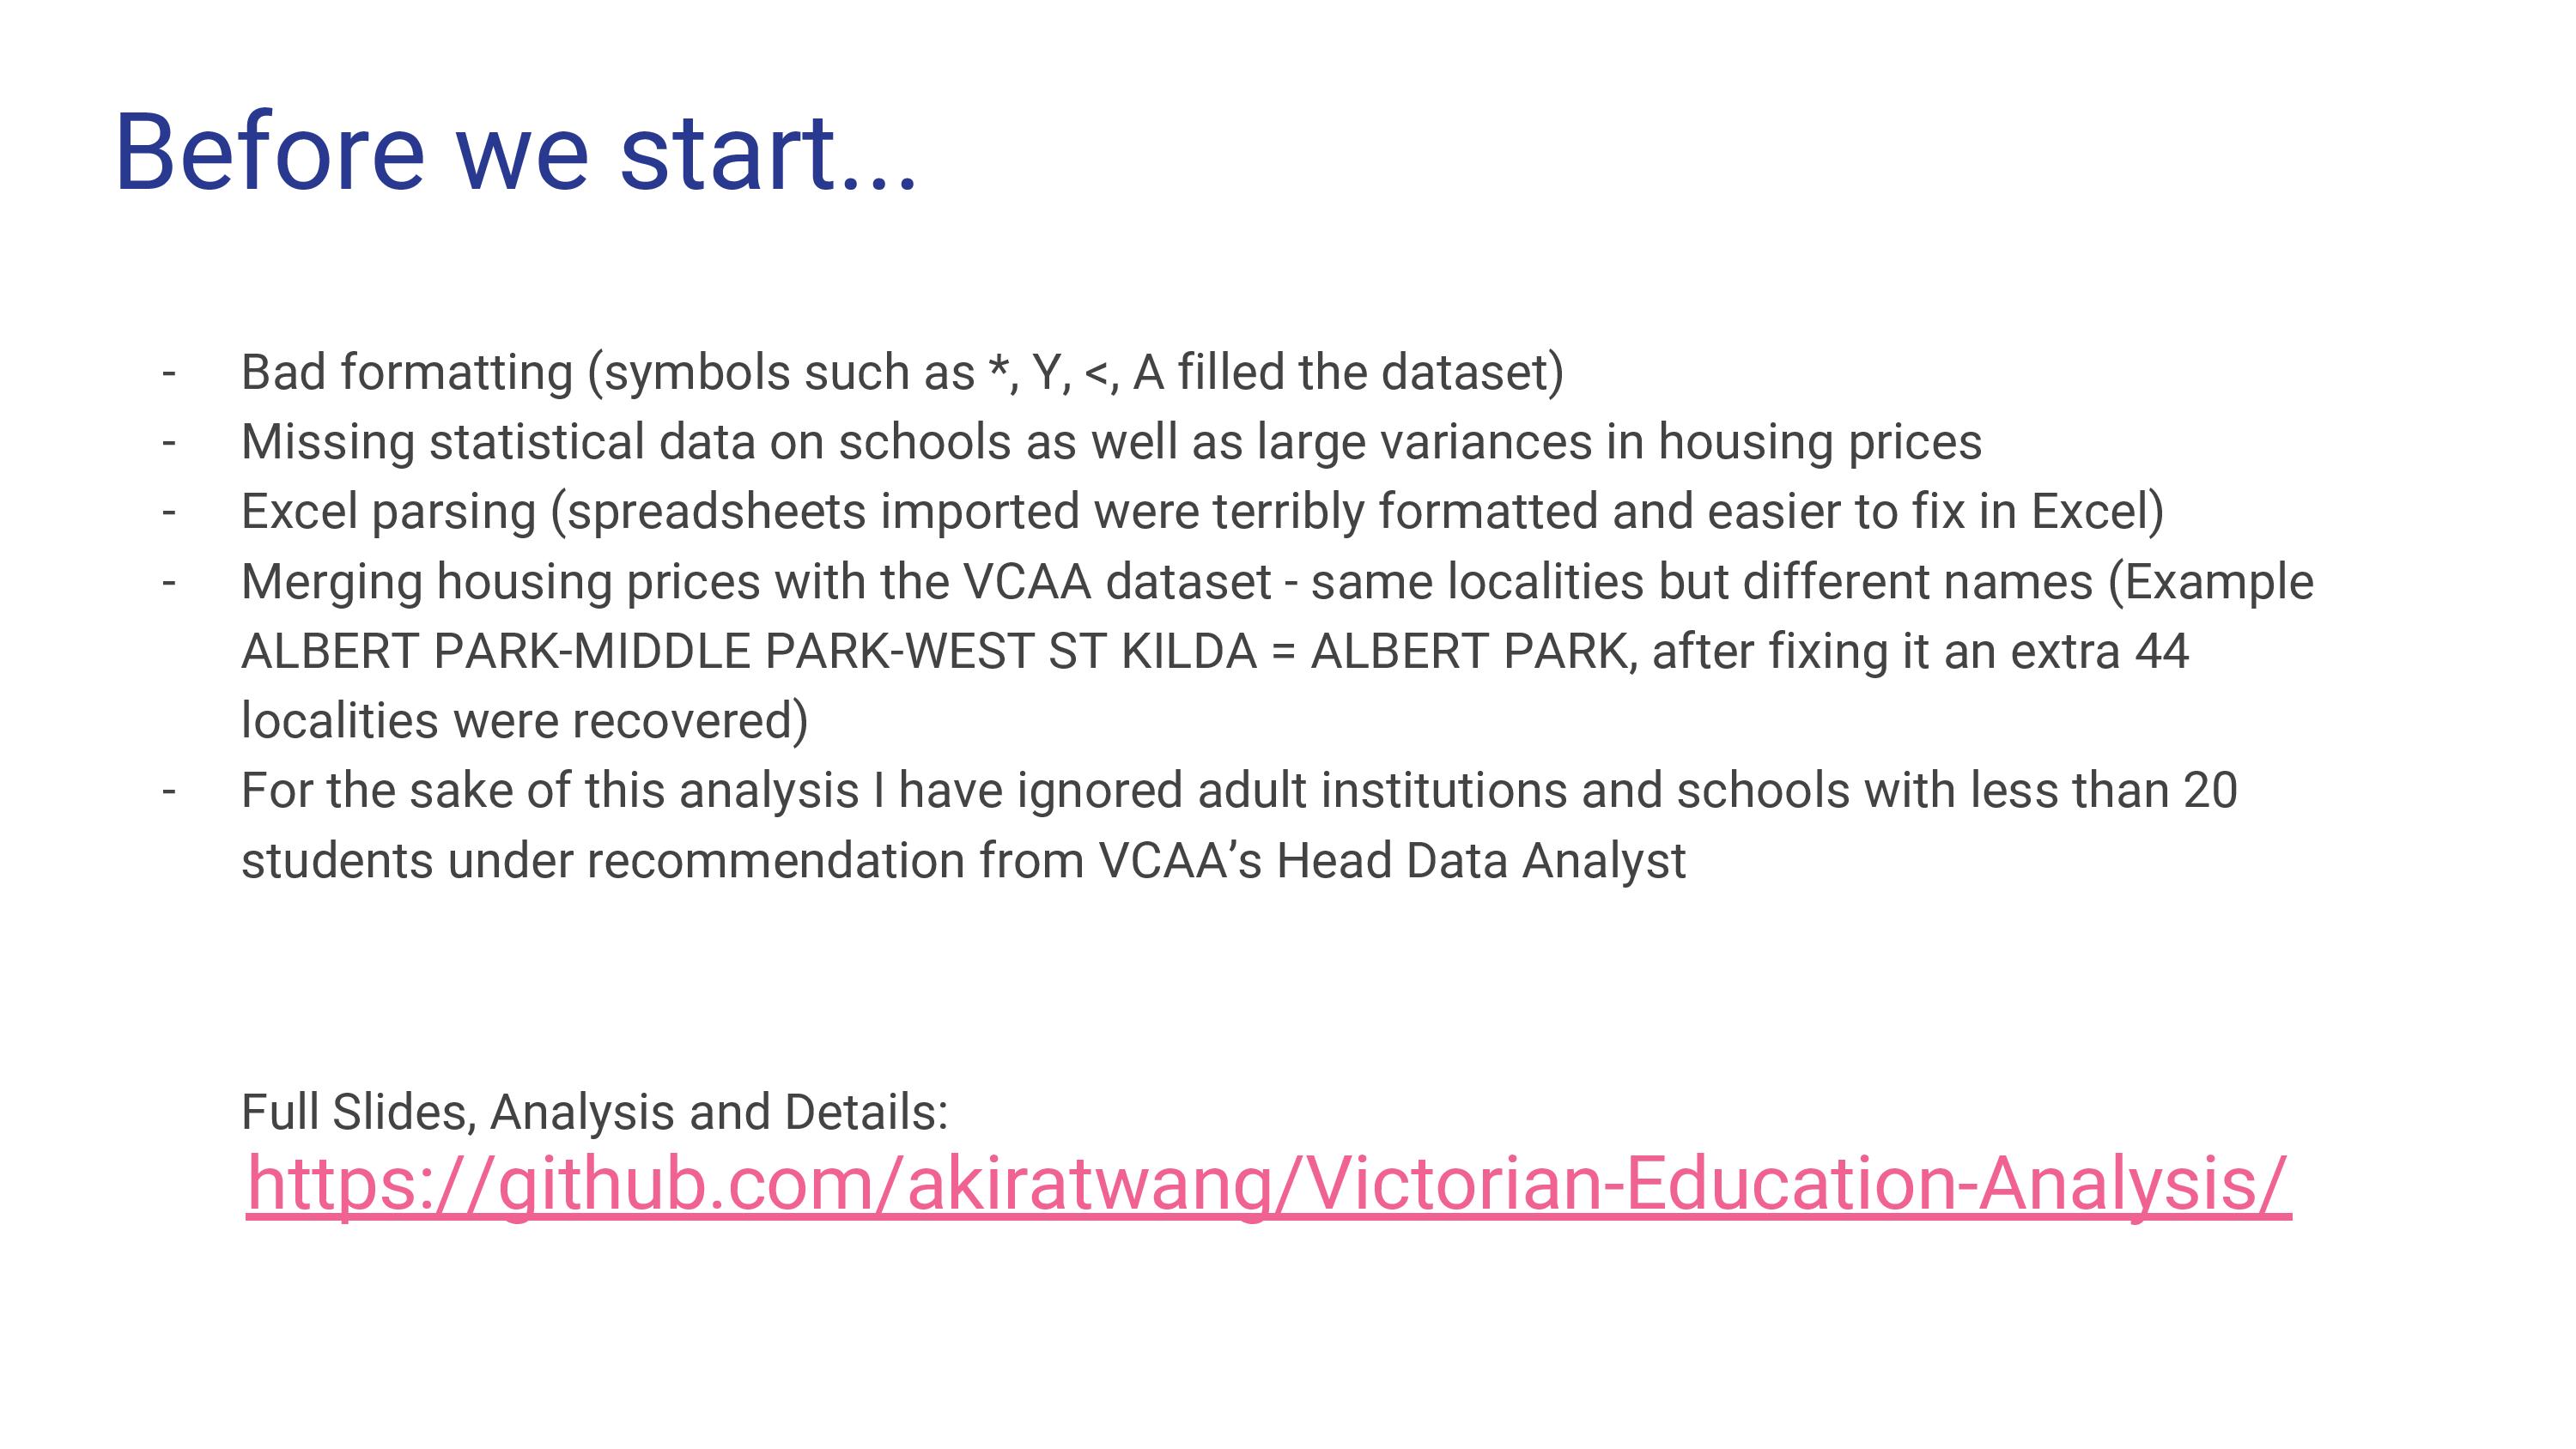 Before we start...
- Bad formatting (symbols such as *, Y, <, A filled the dataset)
- Missing statistical data on schools as well as large variances in housing prices
- Excel parsing (spreadsheets imported were terribly formatted and easier to fix in Excel)
- Merging housing prices with the VCAA dataset - same localities but different names (Example
ALBERT PARK-MIDDLE PARK-WEST ST KILDA = ALBERT PARK, after fixing it an extra 44
localities were recovered)
- For the sake of this analysis I have ignored adult institutions and schools with less than 20
students under recommendation from VCAA’s Head Data Analyst
Full Slides, Analysis and Details:
https://github.com/akiratwang/Victorian-Education-Analysis/